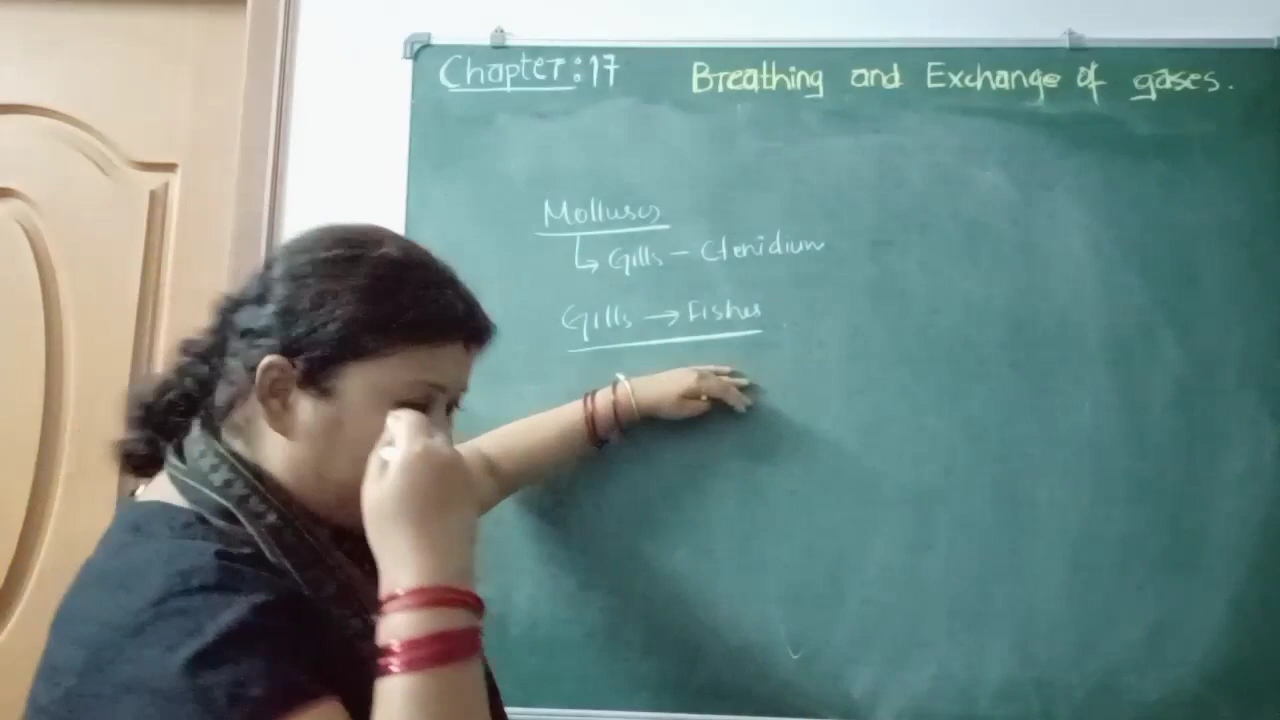 Chapter:17 Breathing and Exchange of gases.
Molluscs
↳ Gills - Ctenidium
Gills → Fishes